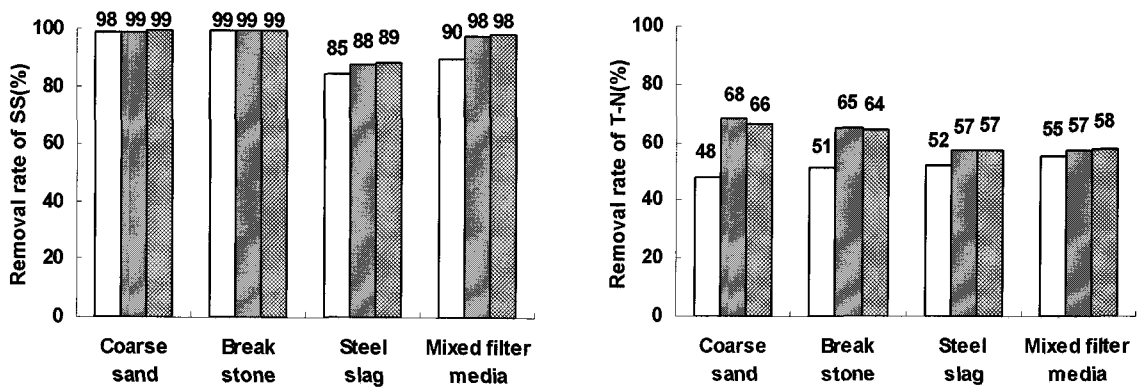 Removal rate of SS(%)
100
80
60
40
20
0
98 99 99
99 99 99
85 88 89
90 98 98
Coarse sand
Break stone
Steel slag
Mixed filter media
Removal rate of T-N(%)
100
80
60
40
20
0
48 68 66
51 65 64
52 57 57
55 57 58
Coarse sand
Break stone
Steel slag
Mixed filter media